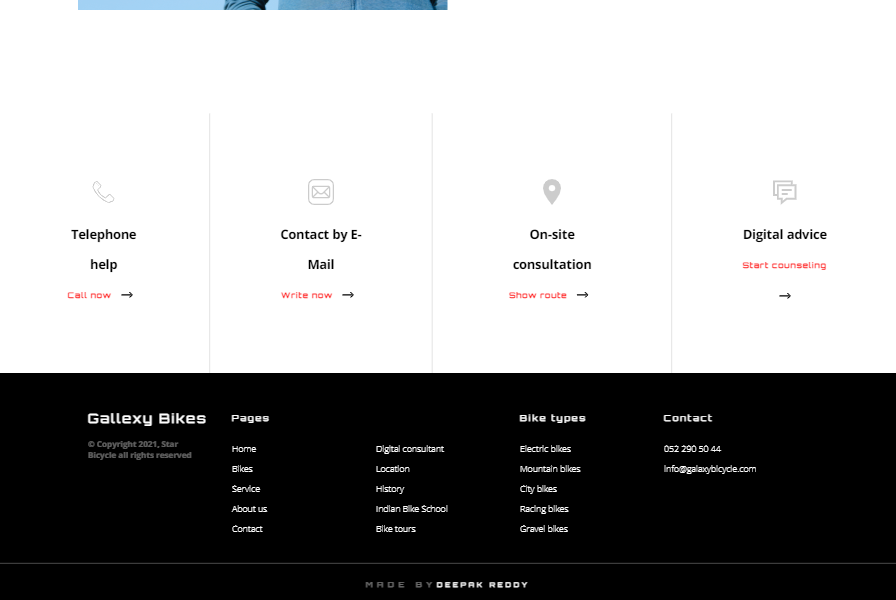 Telephone
help
Call now
Contact by E-
Mail
Write now
On-site
consultation
Show route
Digital advice
Start counseling
Gallexy Bikes
© Copyright 2021, Star
Bicycle all rights reserved
Pages
Home
Bikes
Service
About us
Contact
Digital consultant
Location
History
Indian Bike School
Bike tours
Bike types
Electric bikes
Mountain bikes
City bikes
Racing bikes
Gravel bikes
Contact
052 290 50 44
info@galaxybicycle.com
MADE BY DEEPAK REDDY